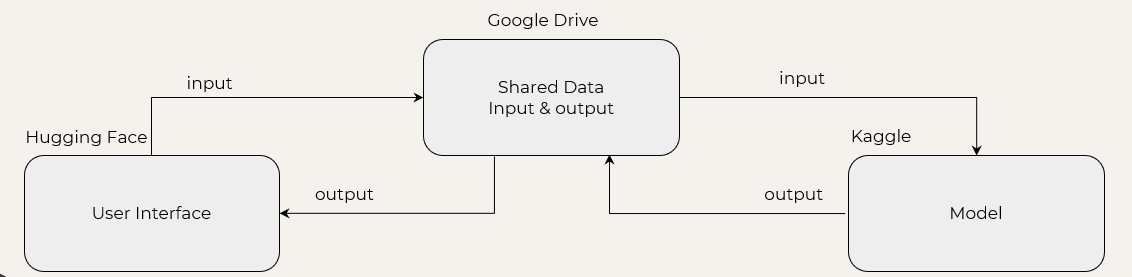 Google Drive
Shared Data
Input & output
input
input
Hugging Face
Kaggle
User Interface
output
output
Model